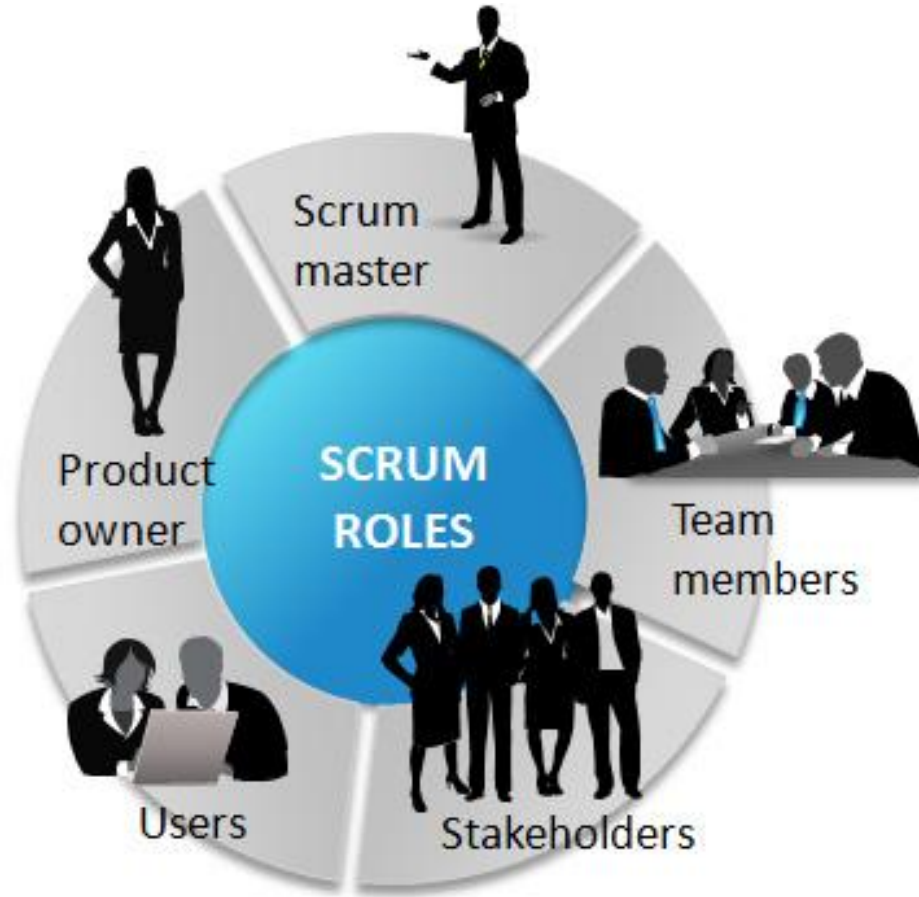 Scrum
master
Product
owner
SCRUM
ROLES
Team
members
Users
Stakeholders